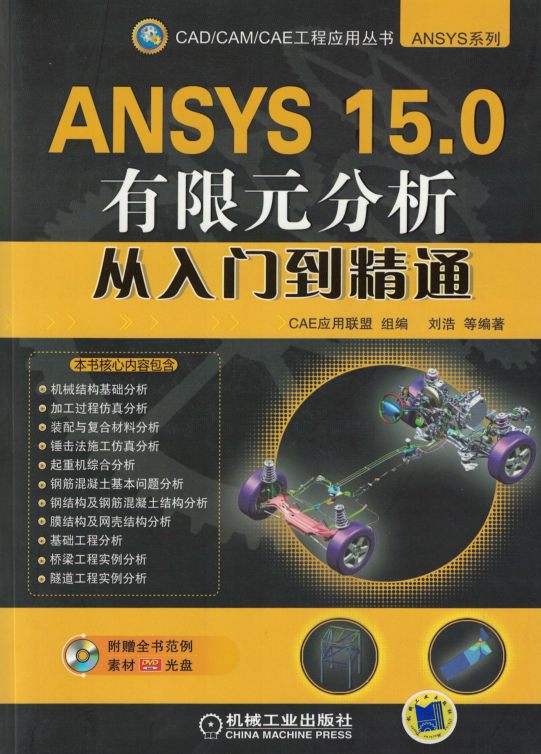 CAD/CAM/CAE工程应用丛书
ANSYS系列
ANSYS 15.0
有限元分析
从入门到精通
CAE应用联盟 组编 刘浩 等编著
本书核心内容包含
机械结构基础分析
加工过程仿真分析
装配与复合材料分析
锤击法施工仿真分析
起重机综合分析
钢筋混凝土基本问题分析
钢结构及钢筋混凝土结构分析
膜结构及网壳结构分析
基础工程分析
桥梁工程实例分析
隧道工程实例分析
附赠全书范例
素材 DVD 光盘
机械工业出版社
CHINA MACHINE PRESS